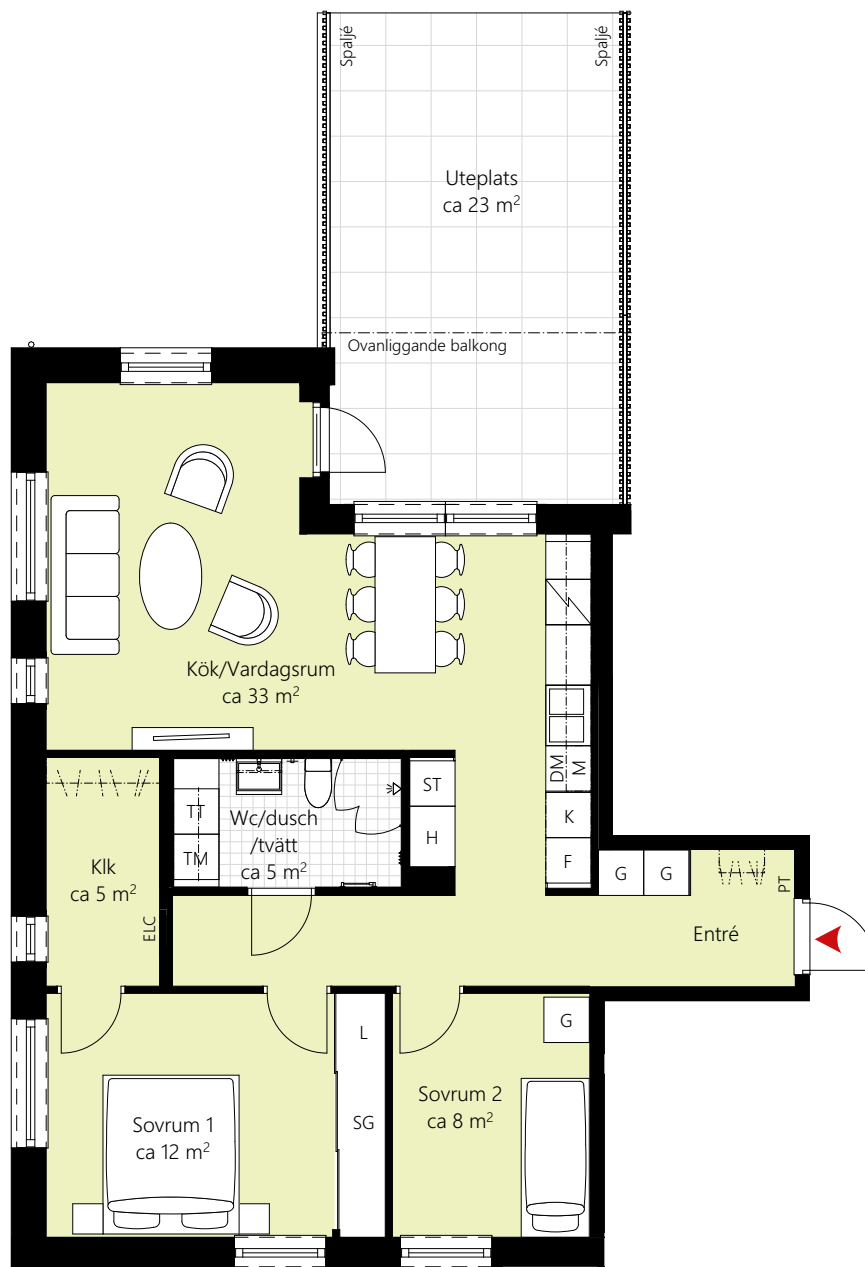 Spaljé
Spaljé
Uteplats
ca 23 m²
Ovanliggande balkong
Kök/Vardagsrum
ca 33 m²
DM
M
ST
K
H
F
TT
TM
Wc/dusch
/tvätt
ca 5 m²
Klk
ca 5 m²
ELC
G
G
PT
Entré
L
SG
G
Sovrum 1
ca 12 m²
Sovrum 2
ca 8 m²